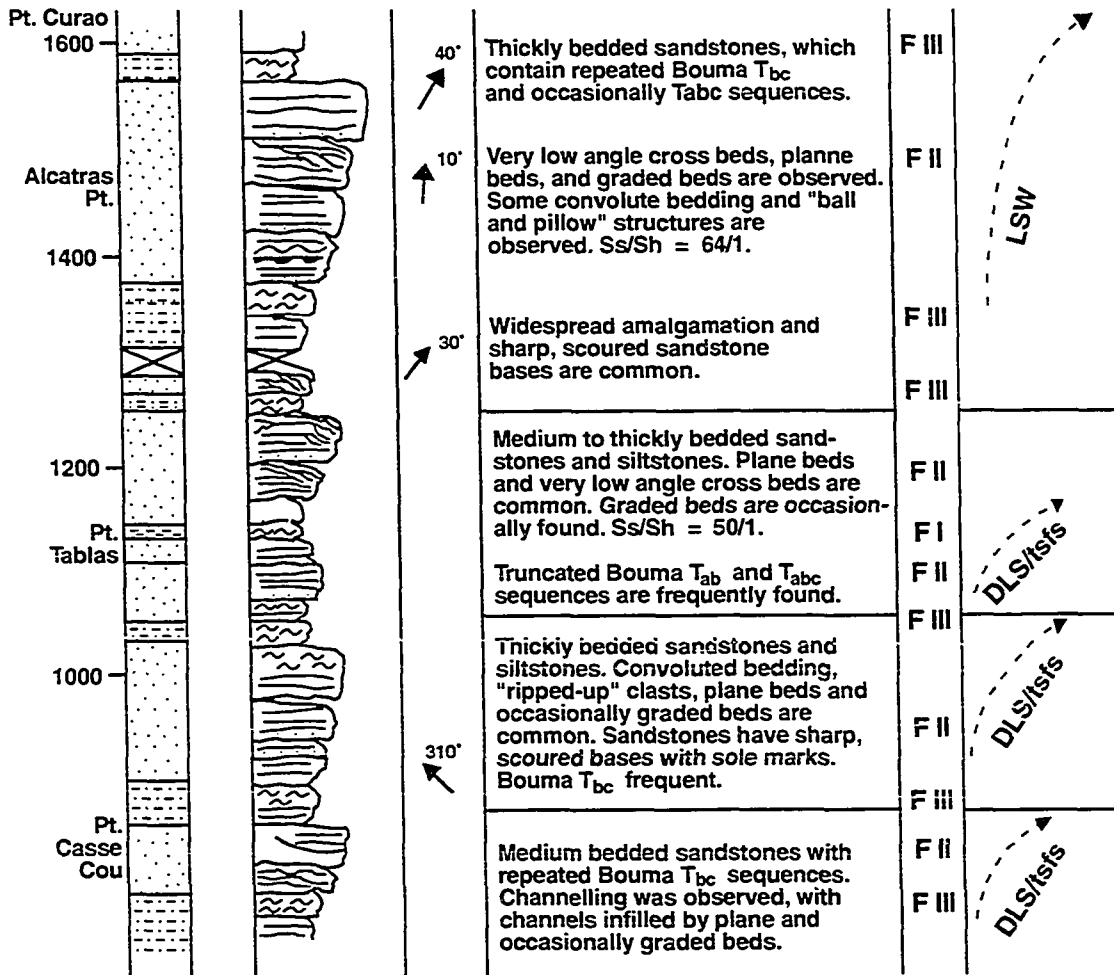 Pt. Curao
1600
40°
Thickly bedded sandstones, which
contain repeated Bouma Tbc
and occasionally Tabc sequences.
F III
Alcatras
Pt.
10°
Very low angle cross beds, planne
beds, and graded beds are observed.
Some convolute bedding and "ball
and pillow" structures are
observed. Ss/Sh = 64/1.
F II
LSW
1400
30°
Widespread amalgamation and
sharp, scoured sandstone
bases are common.
F III
F III
1200
Medium to thickly bedded sand-
stones and siltstones. Plane beds
and very low angle cross beds are
common. Graded beds are occasion-
ally found. Ss/Sh = 50/1.
F II
Pt.
Tablas
F I
Truncated Bouma Tab and Tabc
sequences are frequently found.
F II
DLS/tsfs
F III
1000
Thickly bedded sandstones and
siltstones. Convoluted bedding,
"ripped-up" clasts, plane beds and
occasionally graded beds are
common. Sandstones have sharp,
scoured bases with sole marks.
Bouma Tbc frequent.
310°
F II
DLS/tsfs
F III
Pt.
Casse
Cou
Medium bedded sandstones with
repeated Bouma Tbc sequences.
Channelling was observed, with
channels infilled by plane and
occasionally graded beds.
F II
F III
DLS/tsfs